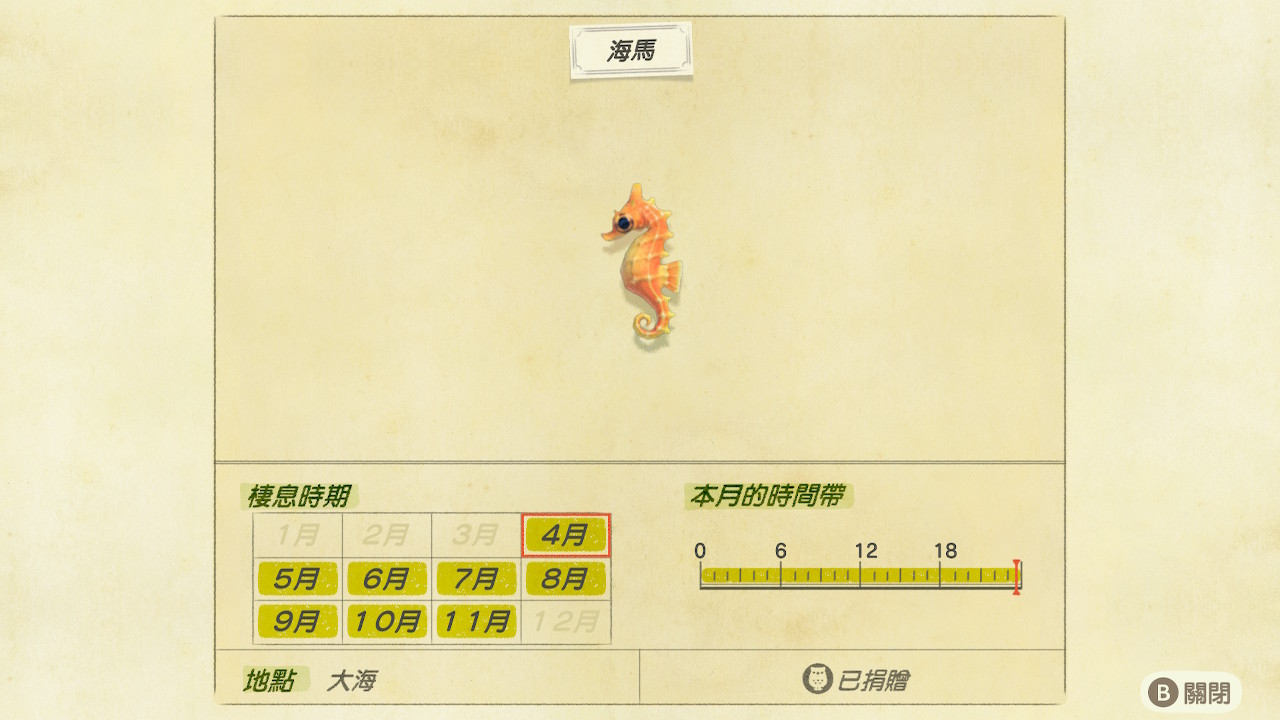 海馬
棲息時期
1月 2月 3月 4月
5月 6月 7月 8月
9月 10月 11月 12月
本月的時間帶
0 6 12 18
地點 大海
已捐贈
B 關閉